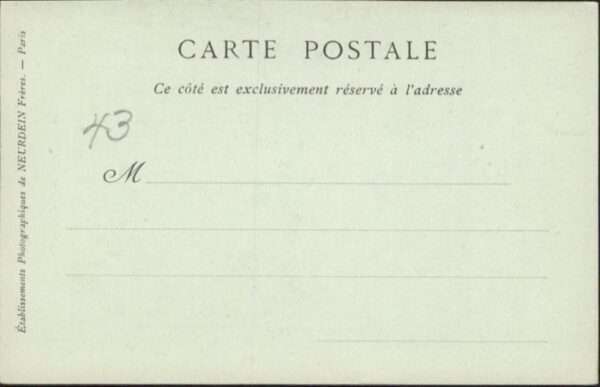 CARTE POSTALE
Ce côté est exclusivement réservé à l'adresse
43
M
Établissements Photographiques de NEURDEIN Frères. — Paris